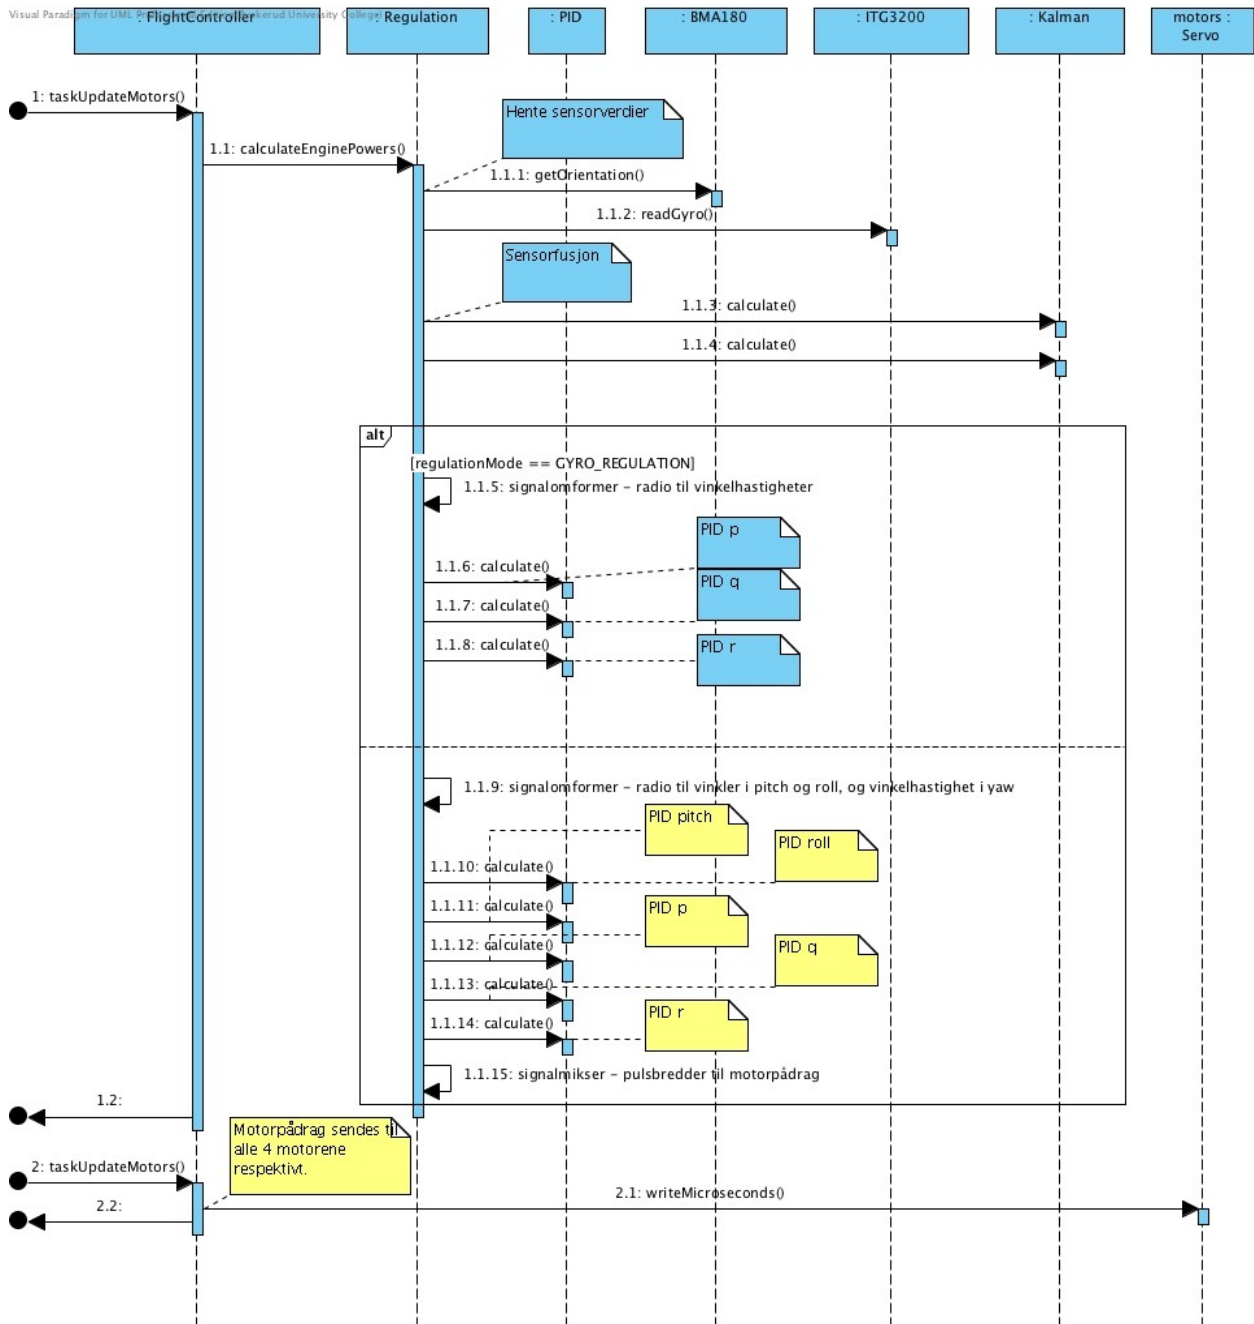 Visual Paradigm for UML
: FlightController
: Regulation
: PID
: BMA180
: ITG3200
: Kalman
motors :
Servo
1: taskUpdateMotors()
Hente sensorverdier
1.1: calculateEnginePowers()
1.1.1: getOrientation()
1.1.2: readGyro()
Sensorfusjon
1.1.3: calculate()
1.1.4: calculate()
alt
[regulationMode == GYRO_REGULATION]
1.1.5: signalomformer – radio til vinkelhastigheter
PID p
1.1.6: calculate()
PID q
1.1.7: calculate()
PID r
1.1.8: calculate()
1.1.9: signalomformer – radio til vinkler i pitch og roll, og vinkelhastighet i yaw
PID pitch
PID roll
1.1.10: calculate()
1.1.11: calculate()
PID p
1.1.12: calculate()
PID q
1.1.13: calculate()
PID r
1.1.14: calculate()
1.1.15: signalmikser – pulsbredder til motorpådrag
1.2:
Motorpådrag sendes til
alle 4 motorene
respektivt.
2: taskUpdateMotors()
2.1: writeMicroseconds()
2.2: